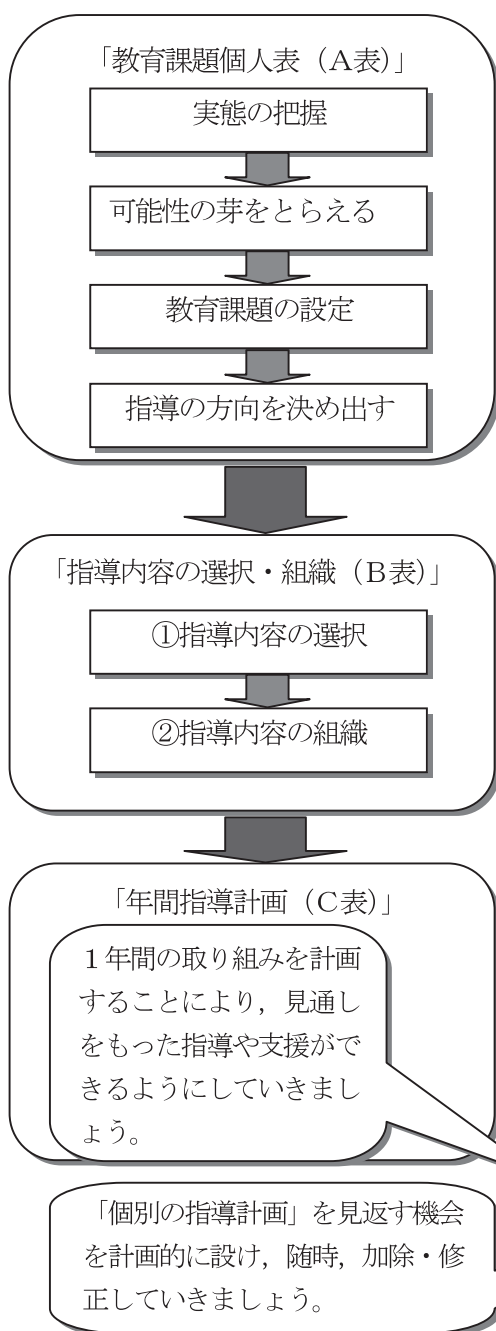 「教育課題個人表（Ａ表）」
実態の把握
可能性の芽をとらえる
教育課題の設定
指導の方向を決め出す
「指導内容の選択・組織（Ｂ表）」
①指導内容の選択
②指導内容の組織
「年間指導計画（Ｃ表）」
１年間の取り組みを計画
することにより，見通し
をもった指導や支援がで
きるようにしていきまし
ょう。
「個別の指導計画」を見返す機会
を計画的に設け，随時，加除・修
正していきましょう。